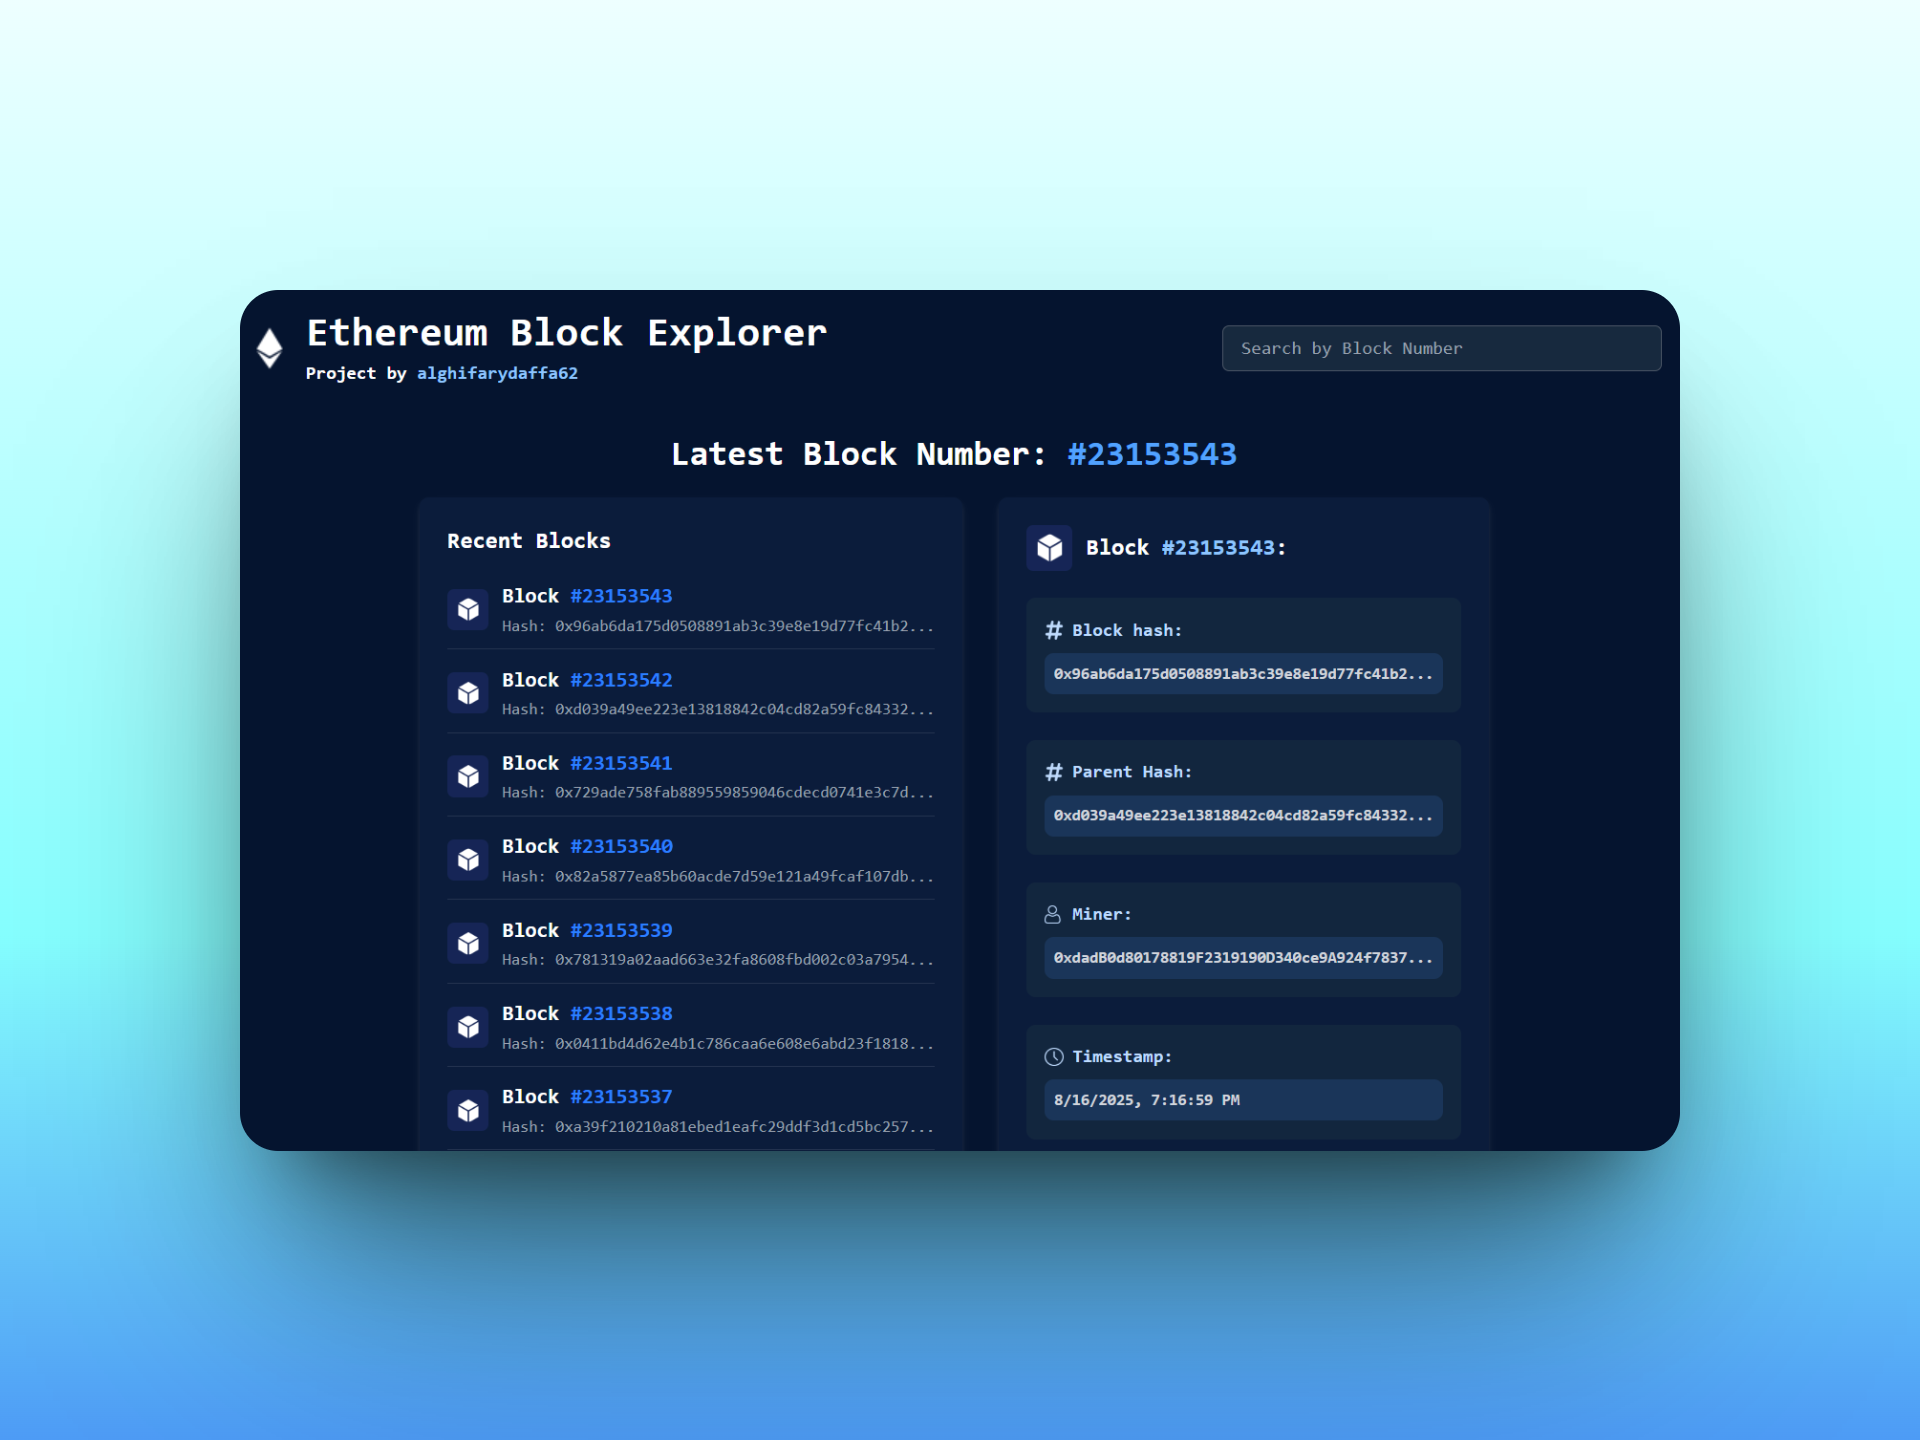 Ethereum Block Explorer
Project by alghifarydaffa62
Search by Block Number
Latest Block Number: #23153543
Recent Blocks
Block #23153543
Hash: 0x96ab6da175d0508891ab3c39e8e19d77fc41b2...
Block #23153542
Hash: 0xd039a49ee223e13818842c04cd82a59fc84332...
Block #23153541
Hash: 0x729ade758fab889559859046cdecd0741e3c7d...
Block #23153540
Hash: 0x82a5877ea85b60acde7d59e121a49fcaf107db...
Block #23153539
Hash: 0x781319a02aad663e32fa8608fbd002c03a7954...
Block #23153538
Hash: 0x0411bd4d62e4b1c786caa6e608e6abd23f1818...
Block #23153537
Hash: 0xa39f210210a81ebed1eafc29ddf3d1cd5bc257...
Block #23153543:
# Block hash:
0x96ab6da175d0508891ab3c39e8e19d77fc41b2...
# Parent Hash:
0xd039a49ee223e13818842c04cd82a59fc84332...
Miner:
0xdadB0d80178819F2319190D340ce9A924f7837...
Timestamp:
8/16/2025, 7:16:59 PM